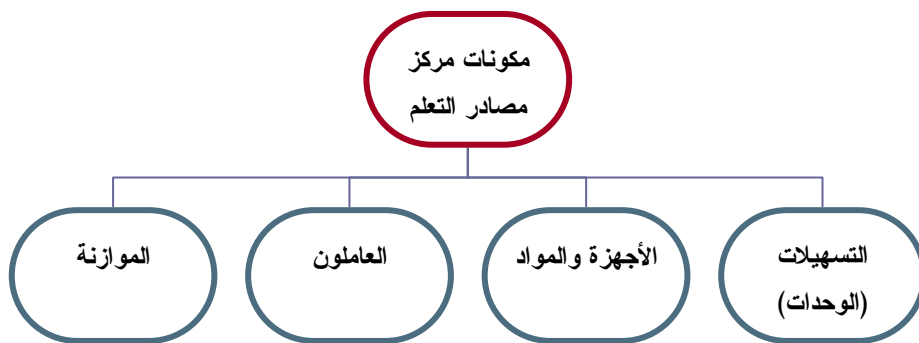 مكونات مركز
مصادر التعلم
التسهيلات
(الوحدات)
الأجهزة والمواد
العاملون
الموازنة